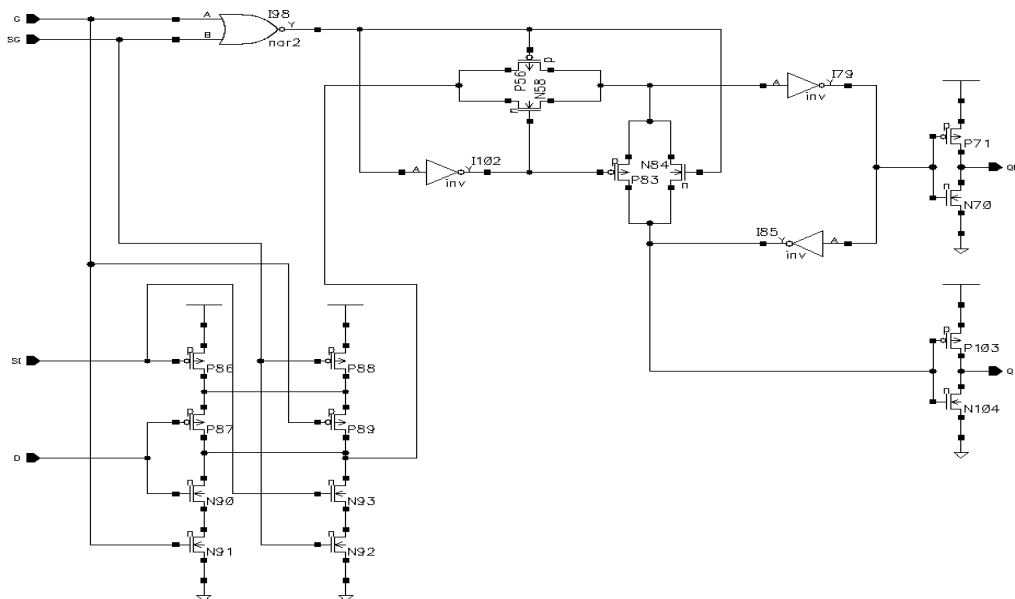 G
SG
A
B
I98
Y
nor2
p
P56
N58
n
A
I79
Y
inv
p
P71
QN
n
N70
A
I102
Y
inv
p
P83
N84
n
I85
Y
A
inv
SI
p
P86
p
P88
p
P87
p
P89
D
n
N90
n
N93
n
N91
n
N92
p
P103
Q
n
N104